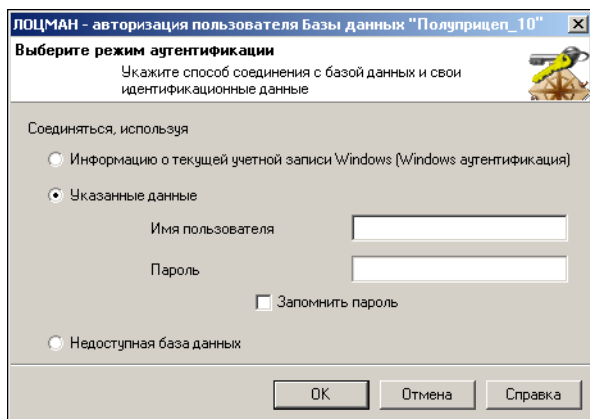 ЛОЦМАН - авторизация пользователя Базы данных "Полуприцеп_10"
Выберите режим аутентификации
Укажите способ соединения с базой данных и свои
идентификационные данные
Соединяться, используя
Информацию о текущей учетной записи Windows (Windows аутентификация)
Указанные данные
Имя пользователя
Пароль
Запомнить пароль
Недоступная база данных
ОК
Отмена
Справка